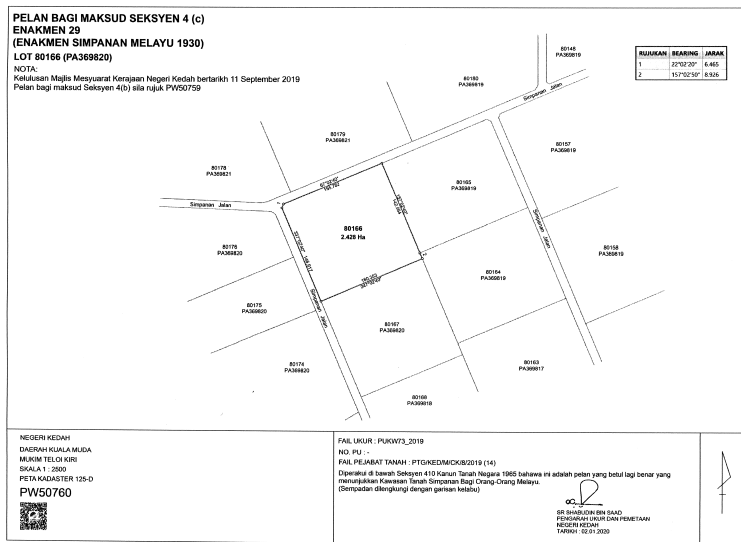 PELAN BAGI MAKSUD SEKSYEN 4 (c)
ENAKMEN 29
(ENAKMEN SIMPANAN MELAYU 1930)
LOT 80166 (PA369820)
NOTA:
Kelulusan Majlis Mesyuarat Kerajaan Negeri Kedah bertarikh 11 September 2019
Pelan bagi maksud Seksyen 4(b) sila rujuk PW50759
RUJUKAN BEARING JARAK
1 22°02'20" 6.465
2 157°02'50" 8.926
80148
PA369819
80180
PA369819
Simpanan Jalan
80179
PA369821
80157
PA369819
80178
PA369821
80165
PA369819
Simpanan Jalan
1
80166
2.428 Ha
Simpanan Jalan
80176
PA369820
2
80158
PA369819
80164
PA369819
80175
PA369820
Simpanan Jalan
80167
PA369820
80174
PA369820
80163
PA369817
80168
PA369818
NEGERI KEDAH
DAERAH KUALA MUDA
MUKIM TELOI KIRI
SKALA 1 : 2500
PETA KADASTER 125-D
PW50760
FAIL UKUR : PUKW73_2019
NO. PU : -
FAIL PEJABAT TANAH : PTG/KED/M/CK/8/2019 (14)
Diperakui di bawah Seksyen 410 Kanun Tanah Negara 1965 bahawa ini adalah pelan yang betul lagi benar yang
menunjukkan Kawasan Tanah Simpanan Bagi Orang-Orang Melayu.
(Sempadan dilengkungi dengan garisan kelabu)
SR SHABUDIN BIN SAAD
PENGARAH UKUR DAN PEMETAAN
NEGERI KEDAH
TARIKH : 02.01.2020